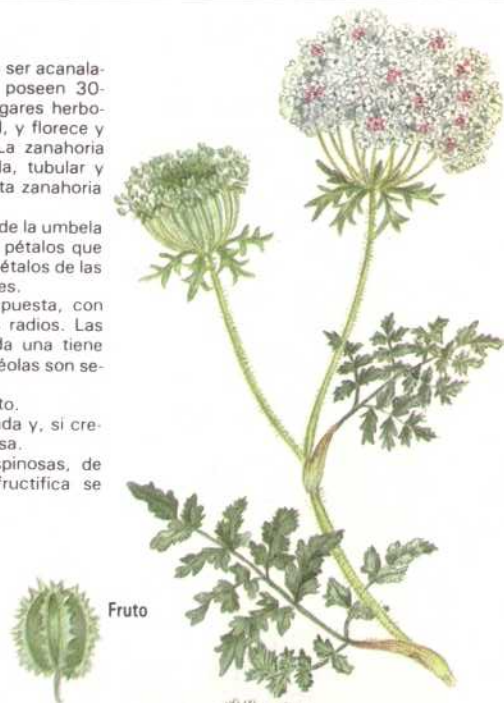 ser acanala-
poseen 30-
gares herbo-
l, y florece y
La zanahoria
da, tubular y
ta zanahoria
de la umbela
pétalos que
étalos de las
es.
puesta, con
radios. Las
da una tiene
éolas son se-
to.
da y, si cre-
sa.
spinosas, de
fructifica se
Fruto